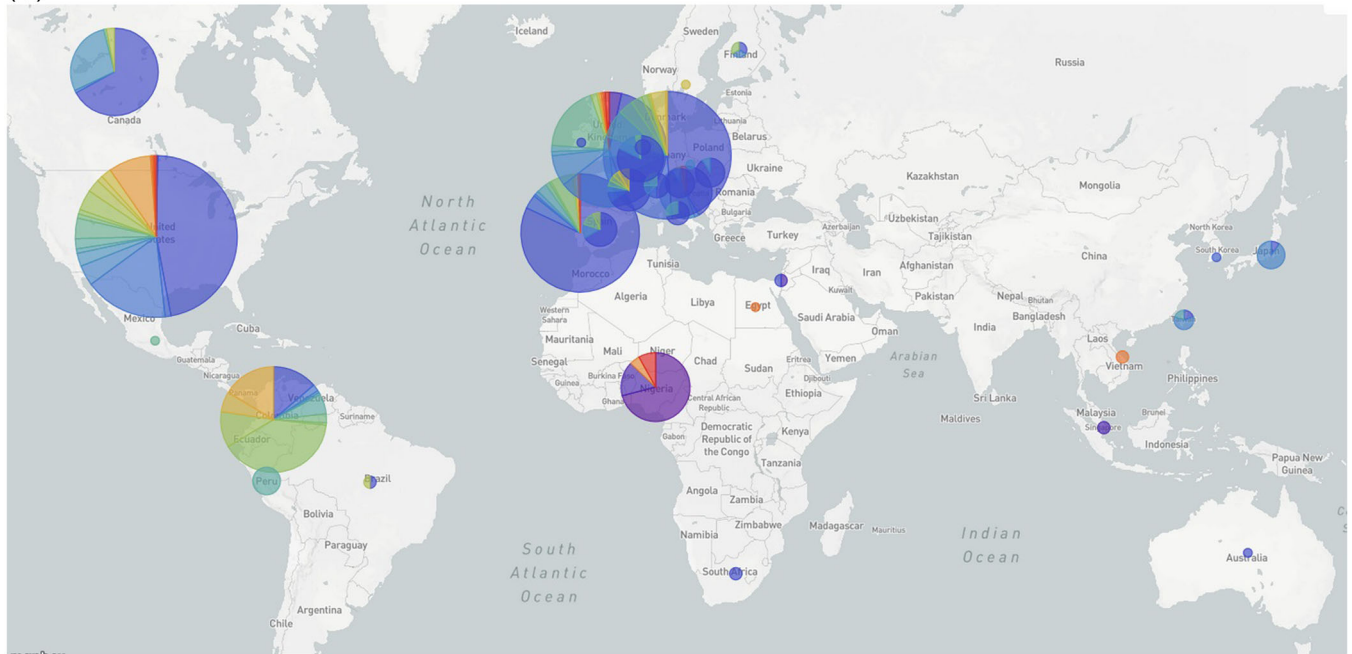 Iceland
Sweden
Finland
Russia
Norway
Estonia
Canada
Lithuania
Belarus
Poland
Ukraine
Kazakhstan
Mongolia
Romania
North
Atlantic
Ocean
Bulgaria
Uzbekistan
North Korea
United
States
Greece
Turkey
Azerbaijan
Tajikistan
South Korea
Japan
China
Morocco
Tunisia
Iraq
Iran
Afghanistan
Algeria
Libya
Egypt
Kuwait
Pakistan
Nepal
Bhutan
Mexico
Cuba
Western
Sahara
Saudi Arabia
Bangladesh
India
Oman
Mauritania
Mali
Niger
Chad
Sudan
Eritrea
Yemen
Arabian
Sea
Laos
Vietnam
Guatemala
Nicaragua
Senegal
Guinea
Burkina Faso
Nigeria
Djibouti
Philippines
Panama
Venezuela
Ghana
Central African
Republic
Ethiopia
Sri Lanka
Colombia
Suriname
Maldives
Malaysia
Brunei
Singapore
Ecuador
Gabon
Democratic
Republic of
the Congo
Kenya
Indonesia
Papua New
Guinea
Peru
Brazil
Tanzania
Angola
Zambia
Bolivia
Namibia
Zimbabwe
Madagascar
Mauritius
Indian
Ocean
Paraguay
South
Atlantic
Ocean
South Africa
Australia
Argentina
Chile